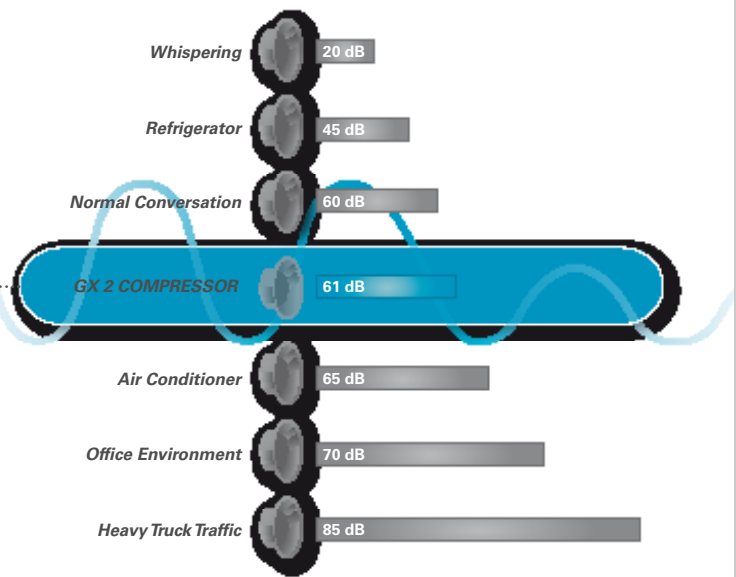 Whispering 20 dB
Refrigerator 45 dB
Normal Conversation 60 dB
GX 2 COMPRESSOR 61 dB
Air Conditioner 65 dB
Office Environment 70 dB
Heavy Truck Traffic 85 dB